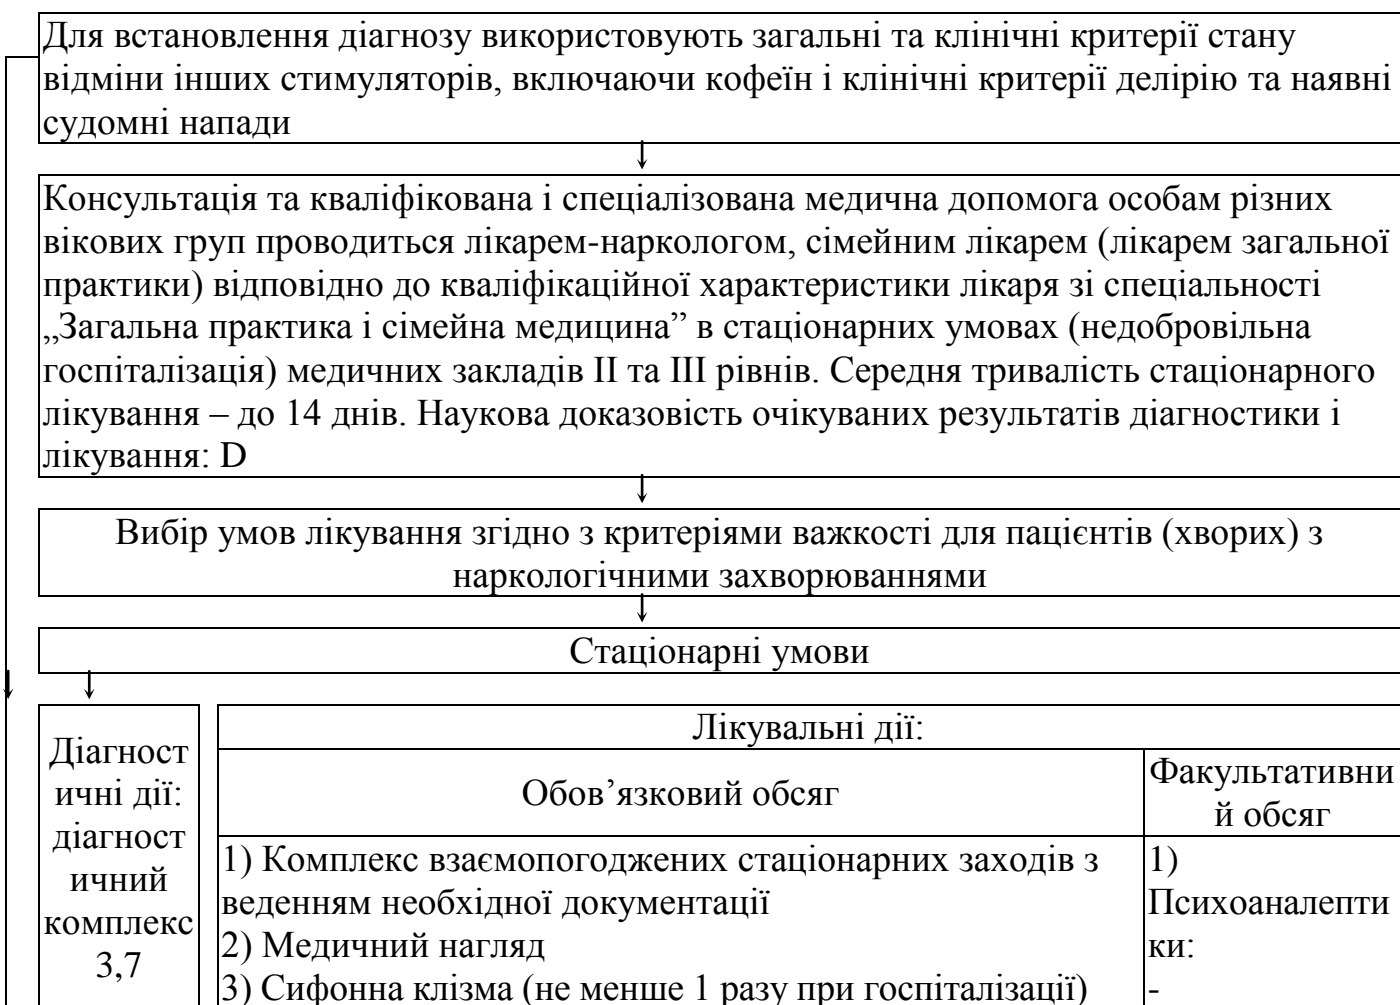 Для встановлення діагнозу використовують загальні та клінічні критерії стану
відміни інших стимуляторів, включаючи кофеїн і клінічні критерії делірію та наявні
судомні напади
Консультація та кваліфікована і спеціалізована медична допомога особам різних
вікових груп проводиться лікарем-наркологом, сімейним лікарем (лікарем загальної
практики) відповідно до кваліфікаційної характеристики лікаря зі спеціальності
„Загальна практика і сімейна медицина” в стаціонарних умовах (недобровільна
госпіталізація) медичних закладів II та III рівнів. Середня тривалість стаціонарного
лікування – до 14 днів. Наукова доказовість очікуваних результатів діагностики і
лікування: D
Вибір умов лікування згідно з критеріями важкості для пацієнтів (хворих) з
наркологічними захворюваннями
Стаціонарні умови
Діагност
ичні дії:
діагност
ичний
комплекс
3,7
Лікувальні дії:
Обов’язковий обсяг
Факультативни
й обсяг
1) Комплекс взаємопогоджених стаціонарних заходів з
веденням необхідної документації
2) Медичний нагляд
3) Сифонна клізма (не менше 1 разу при госпіталізації)
1)
Психоаналепти
ки:
-